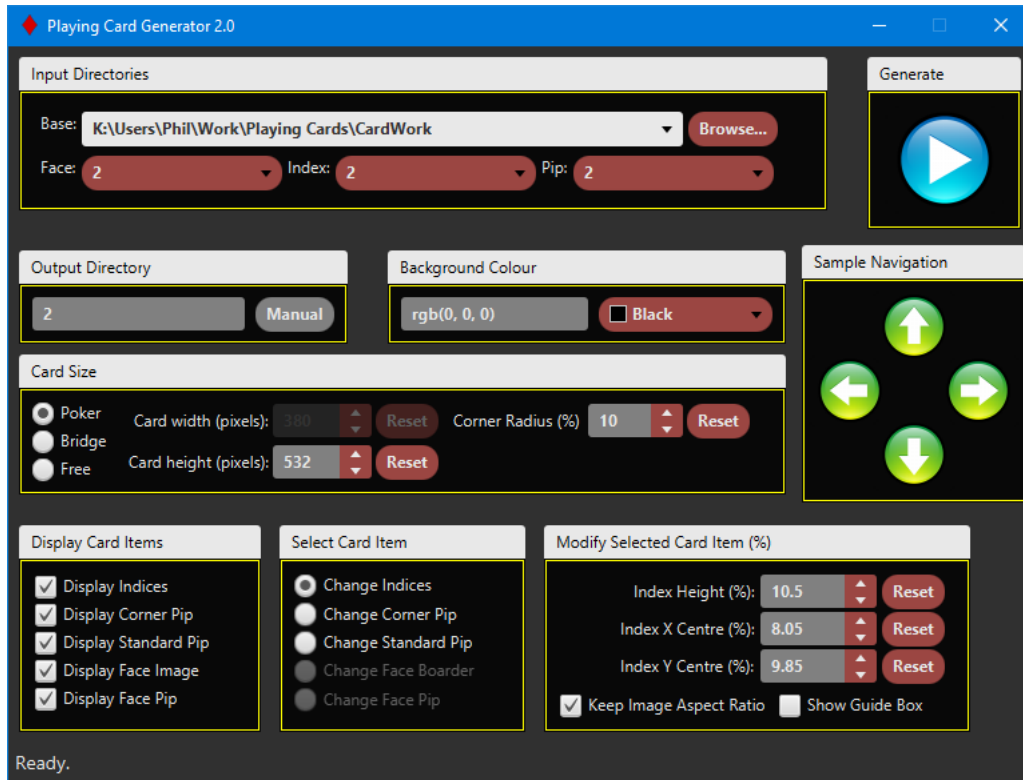 Playing Card Generator 2.0
Input Directories
Generate
Base: K:\Users\Phil\Work\Playing Cards\CardWork Browse...
Face: 2 Index: 2 Pip: 2
Output Directory
Background Colour
Sample Navigation
2 Manual
rgb(0, 0, 0) Black
Card Size
Poker
Bridge
Free
Card width (pixels): 380 Reset Corner Radius (%) 10 Reset
Card height (pixels): 532 Reset
Display Card Items
Display Indices
Display Corner Pip
Display Standard Pip
Display Face Image
Display Face Pip
Select Card Item
Change Indices
Change Corner Pip
Change Standard Pip
Change Face Boarder
Change Face Pip
Modify Selected Card Item (%)
Index Height (%): 10.5 Reset
Index X Centre (%): 8.05 Reset
Index Y Centre (%): 9.85 Reset
Keep Image Aspect Ratio Show Guide Box
Ready.